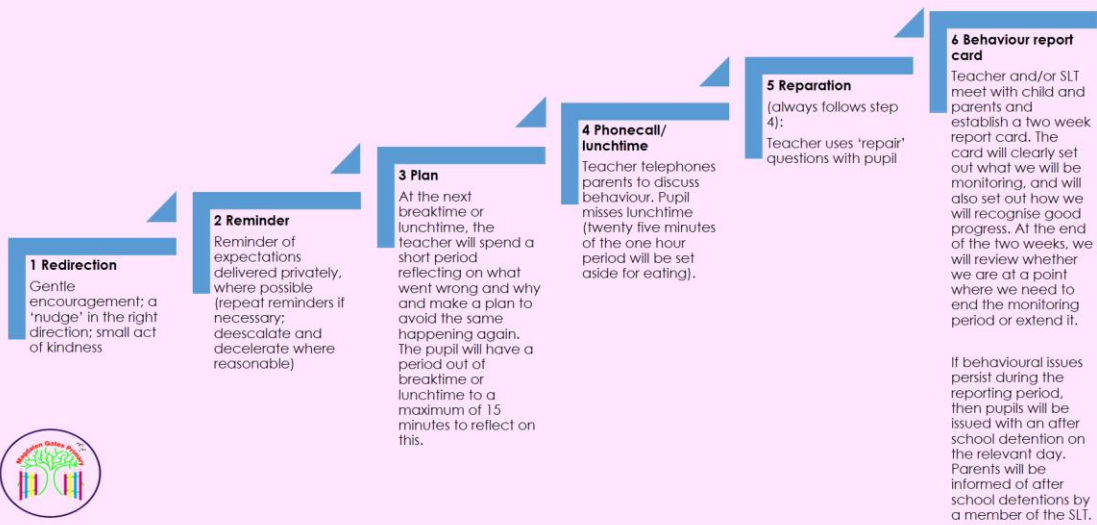 1 Redirection
Gentle
encouragement; a
‘nudge’ in the right
direction; small act
of kindness
2 Reminder
Reminder of
expectations
delivered privately,
where possible
(repeat reminders if
necessary;
deescalate and
decelerate where
reasonable)
3 Plan
At the next
breaktime or
lunchtime, the
teacher will spend a
short period
reflecting on what
went wrong and why
and make a plan to
avoid the same
happening again.
The pupil will have a
period out of
breaktime or
lunchtime to a
maximum of 15
minutes to reflect on
this.
4 Phonecall/
lunchtime
Teacher telephones
parents to discuss
behaviour. Pupil
misses lunchtime
(twenty five minutes
of the one hour
period will be set
aside for eating).
5 Reparation
(always follows step
4):
Teacher uses ‘repair’
questions with pupil
6 Behaviour report
card
Teacher and/or SLT
meet with child and
parents and
establish a two week
report card. The
card will clearly set
out what we will be
monitoring, and will
also set out how we
will recognise good
progress. At the end
of the two weeks, we
will review whether
we are at a point
where we need to
end the monitoring
period or extend it.
If behavioural issues
persist during the
reporting period,
then pupils will be
issued with an after
school detention on
the relevant day.
Parents will be
informed of after
school detentions by
a member of the SLT.
Magdalen Gates Primary